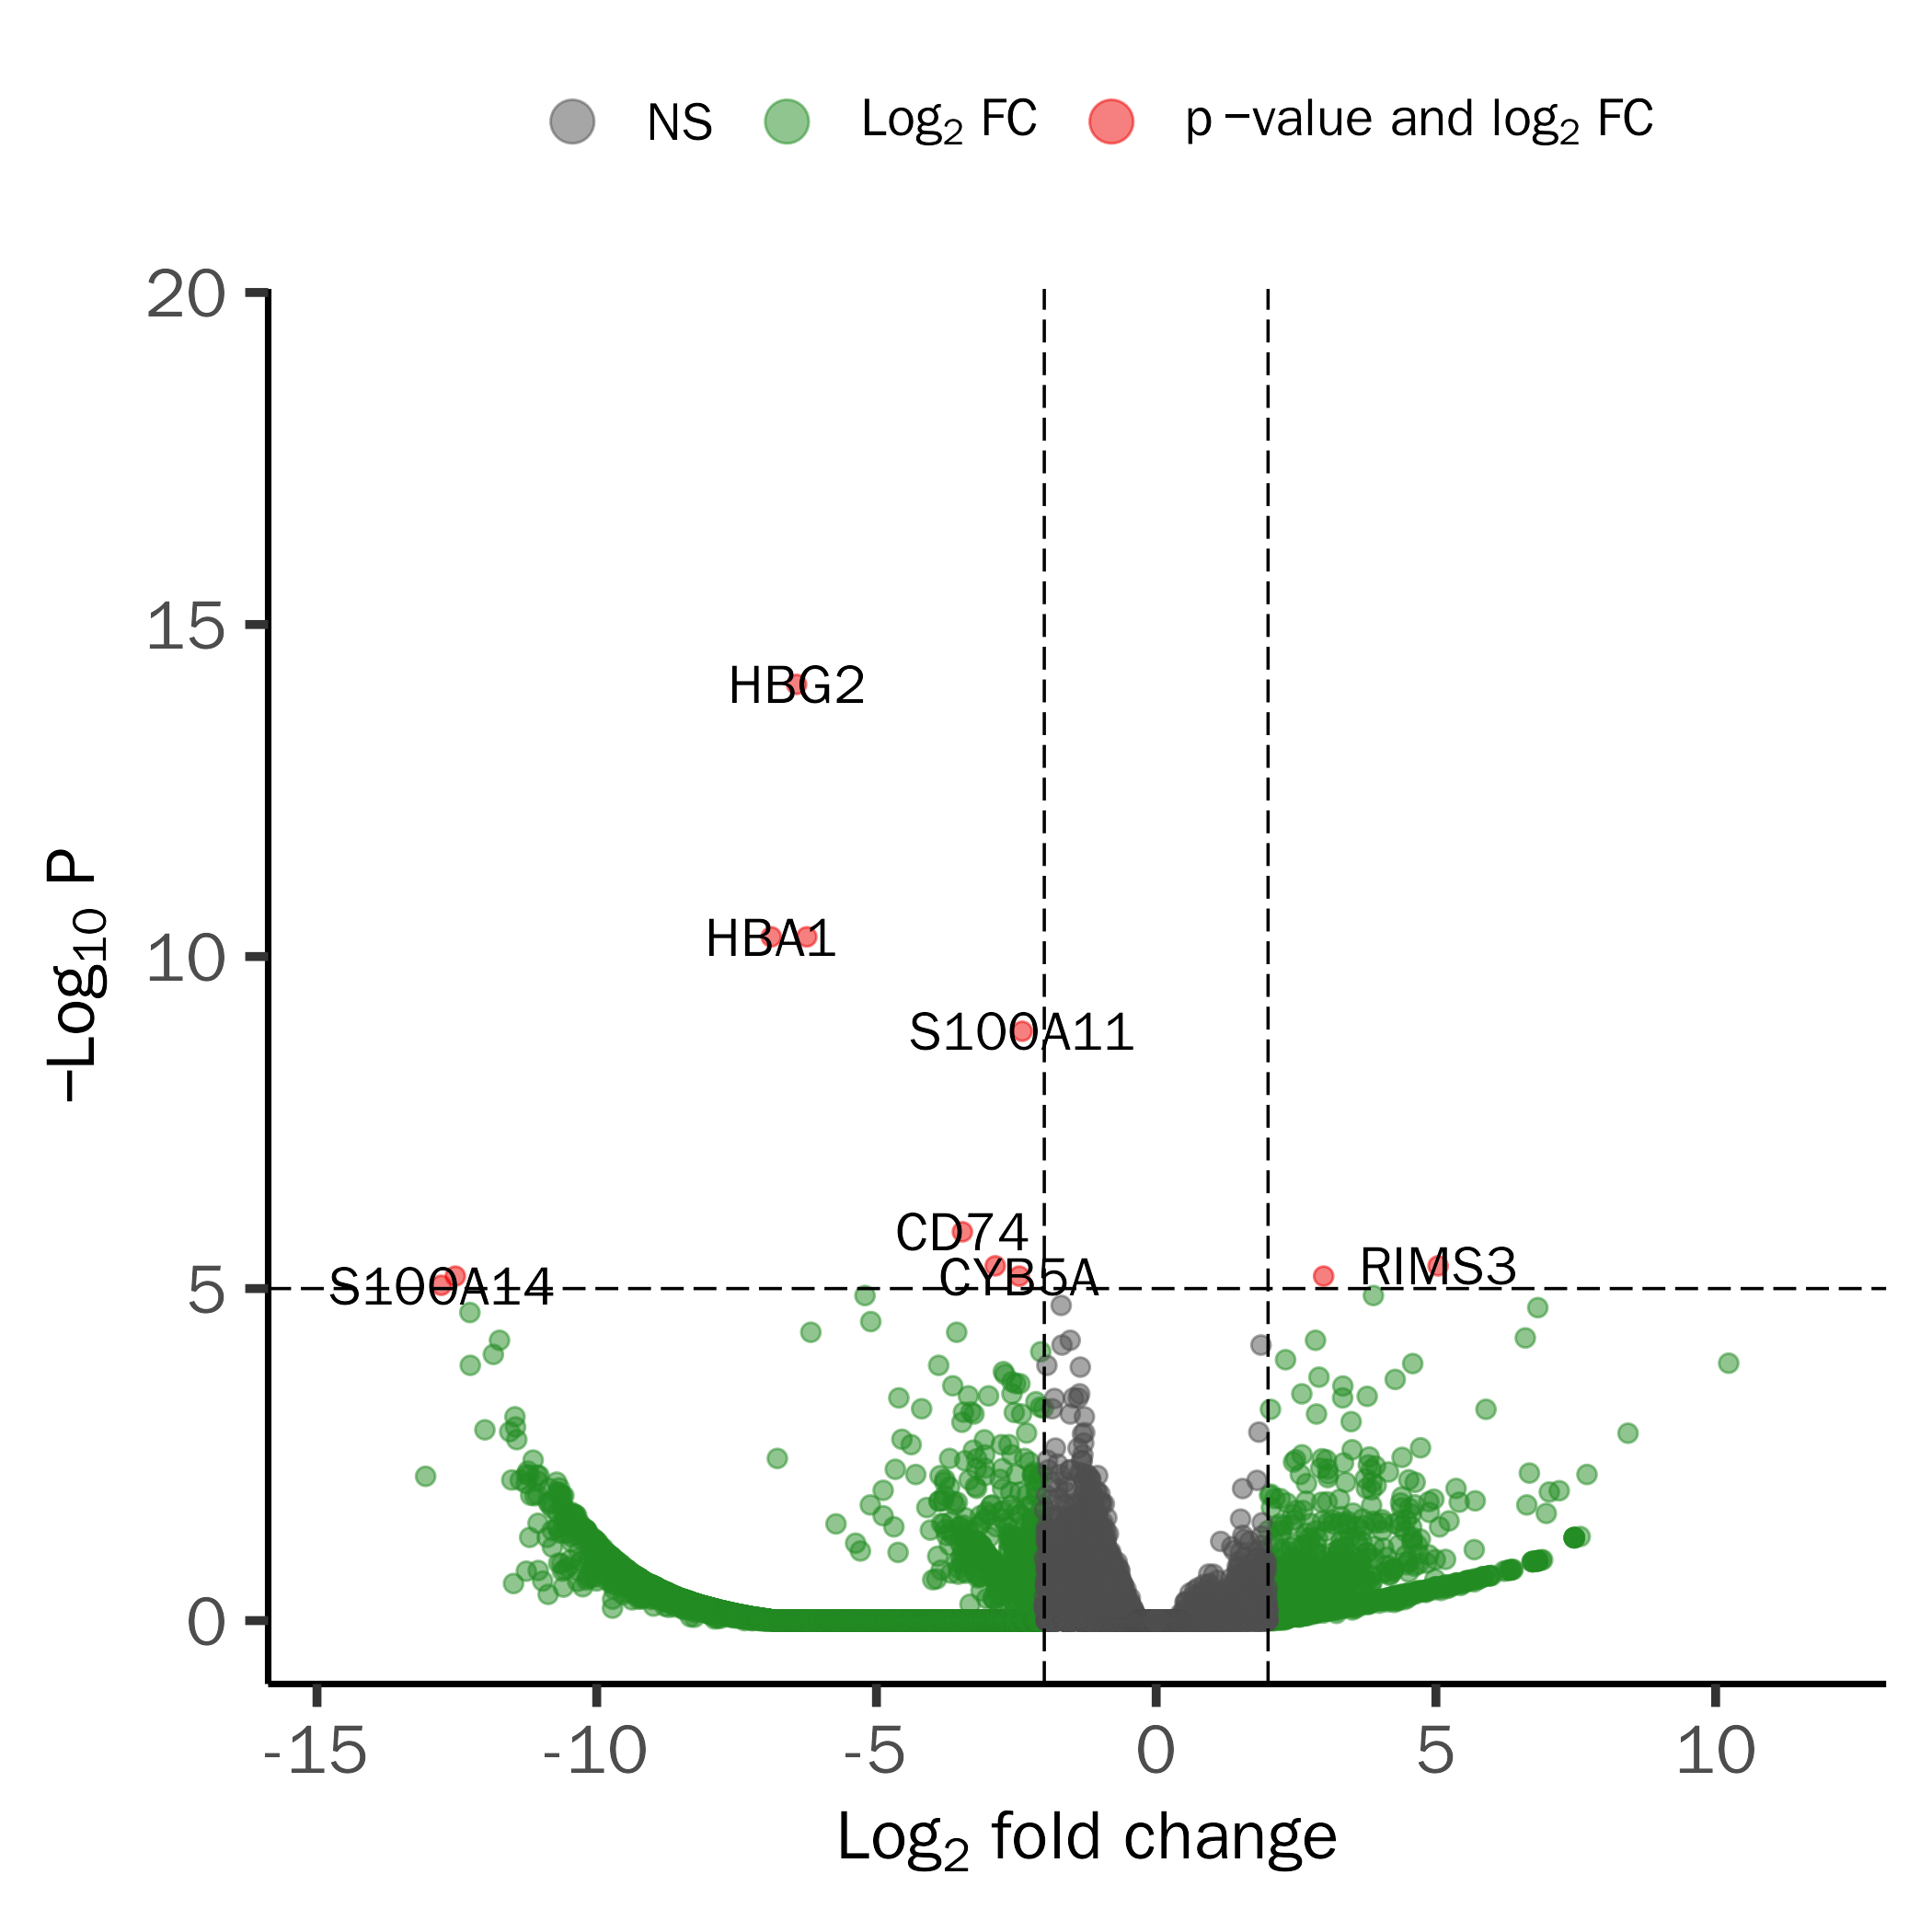 NS Log2 FC p −value and log2 FC
20
15
10
5
0
−Log10 P
HBG2
HBA1
S100A11
CD74
CYB5A
RIMS3
S100A14
-15 -10 -5 0 5 10
Log2 fold change